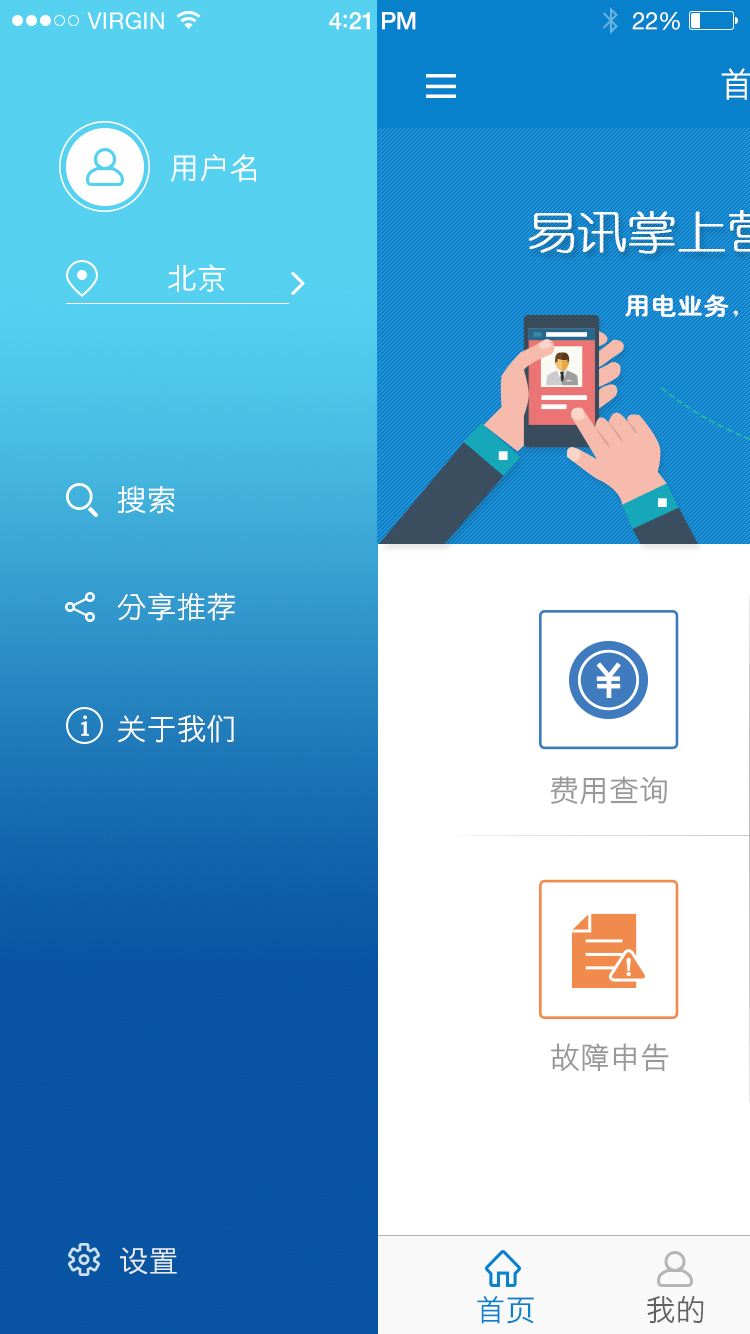 VIRGIN 4:21 PM 22%
用户名
北京
搜索
分享推荐
关于我们
设置
首
易讯掌上营
用电业务，
费用查询
故障申告
首页
我的